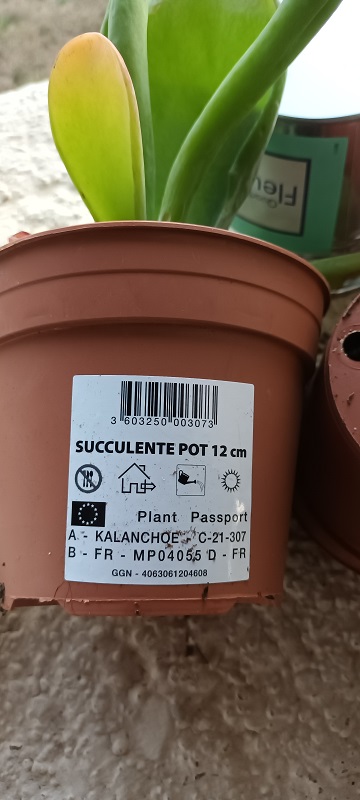 3 603250 003073
SUCCULENTE POT 12 cm
Plant Passport
A - KALANCHOE - C-21-307
B - FR - MP04055 D - FR
GGN - 4063061204608